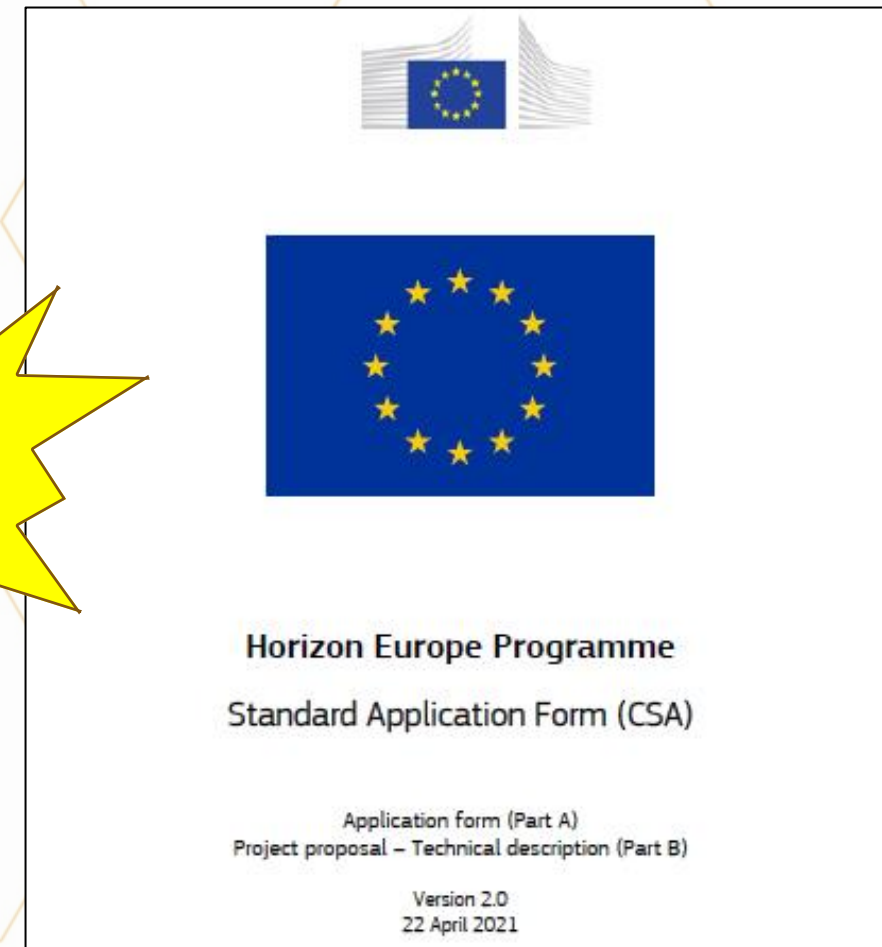 Horizon Europe Programme
Standard Application Form (CSA)
Application form (Part A)
Project proposal – Technical description (Part B)
Version 2.0
22 April 2021